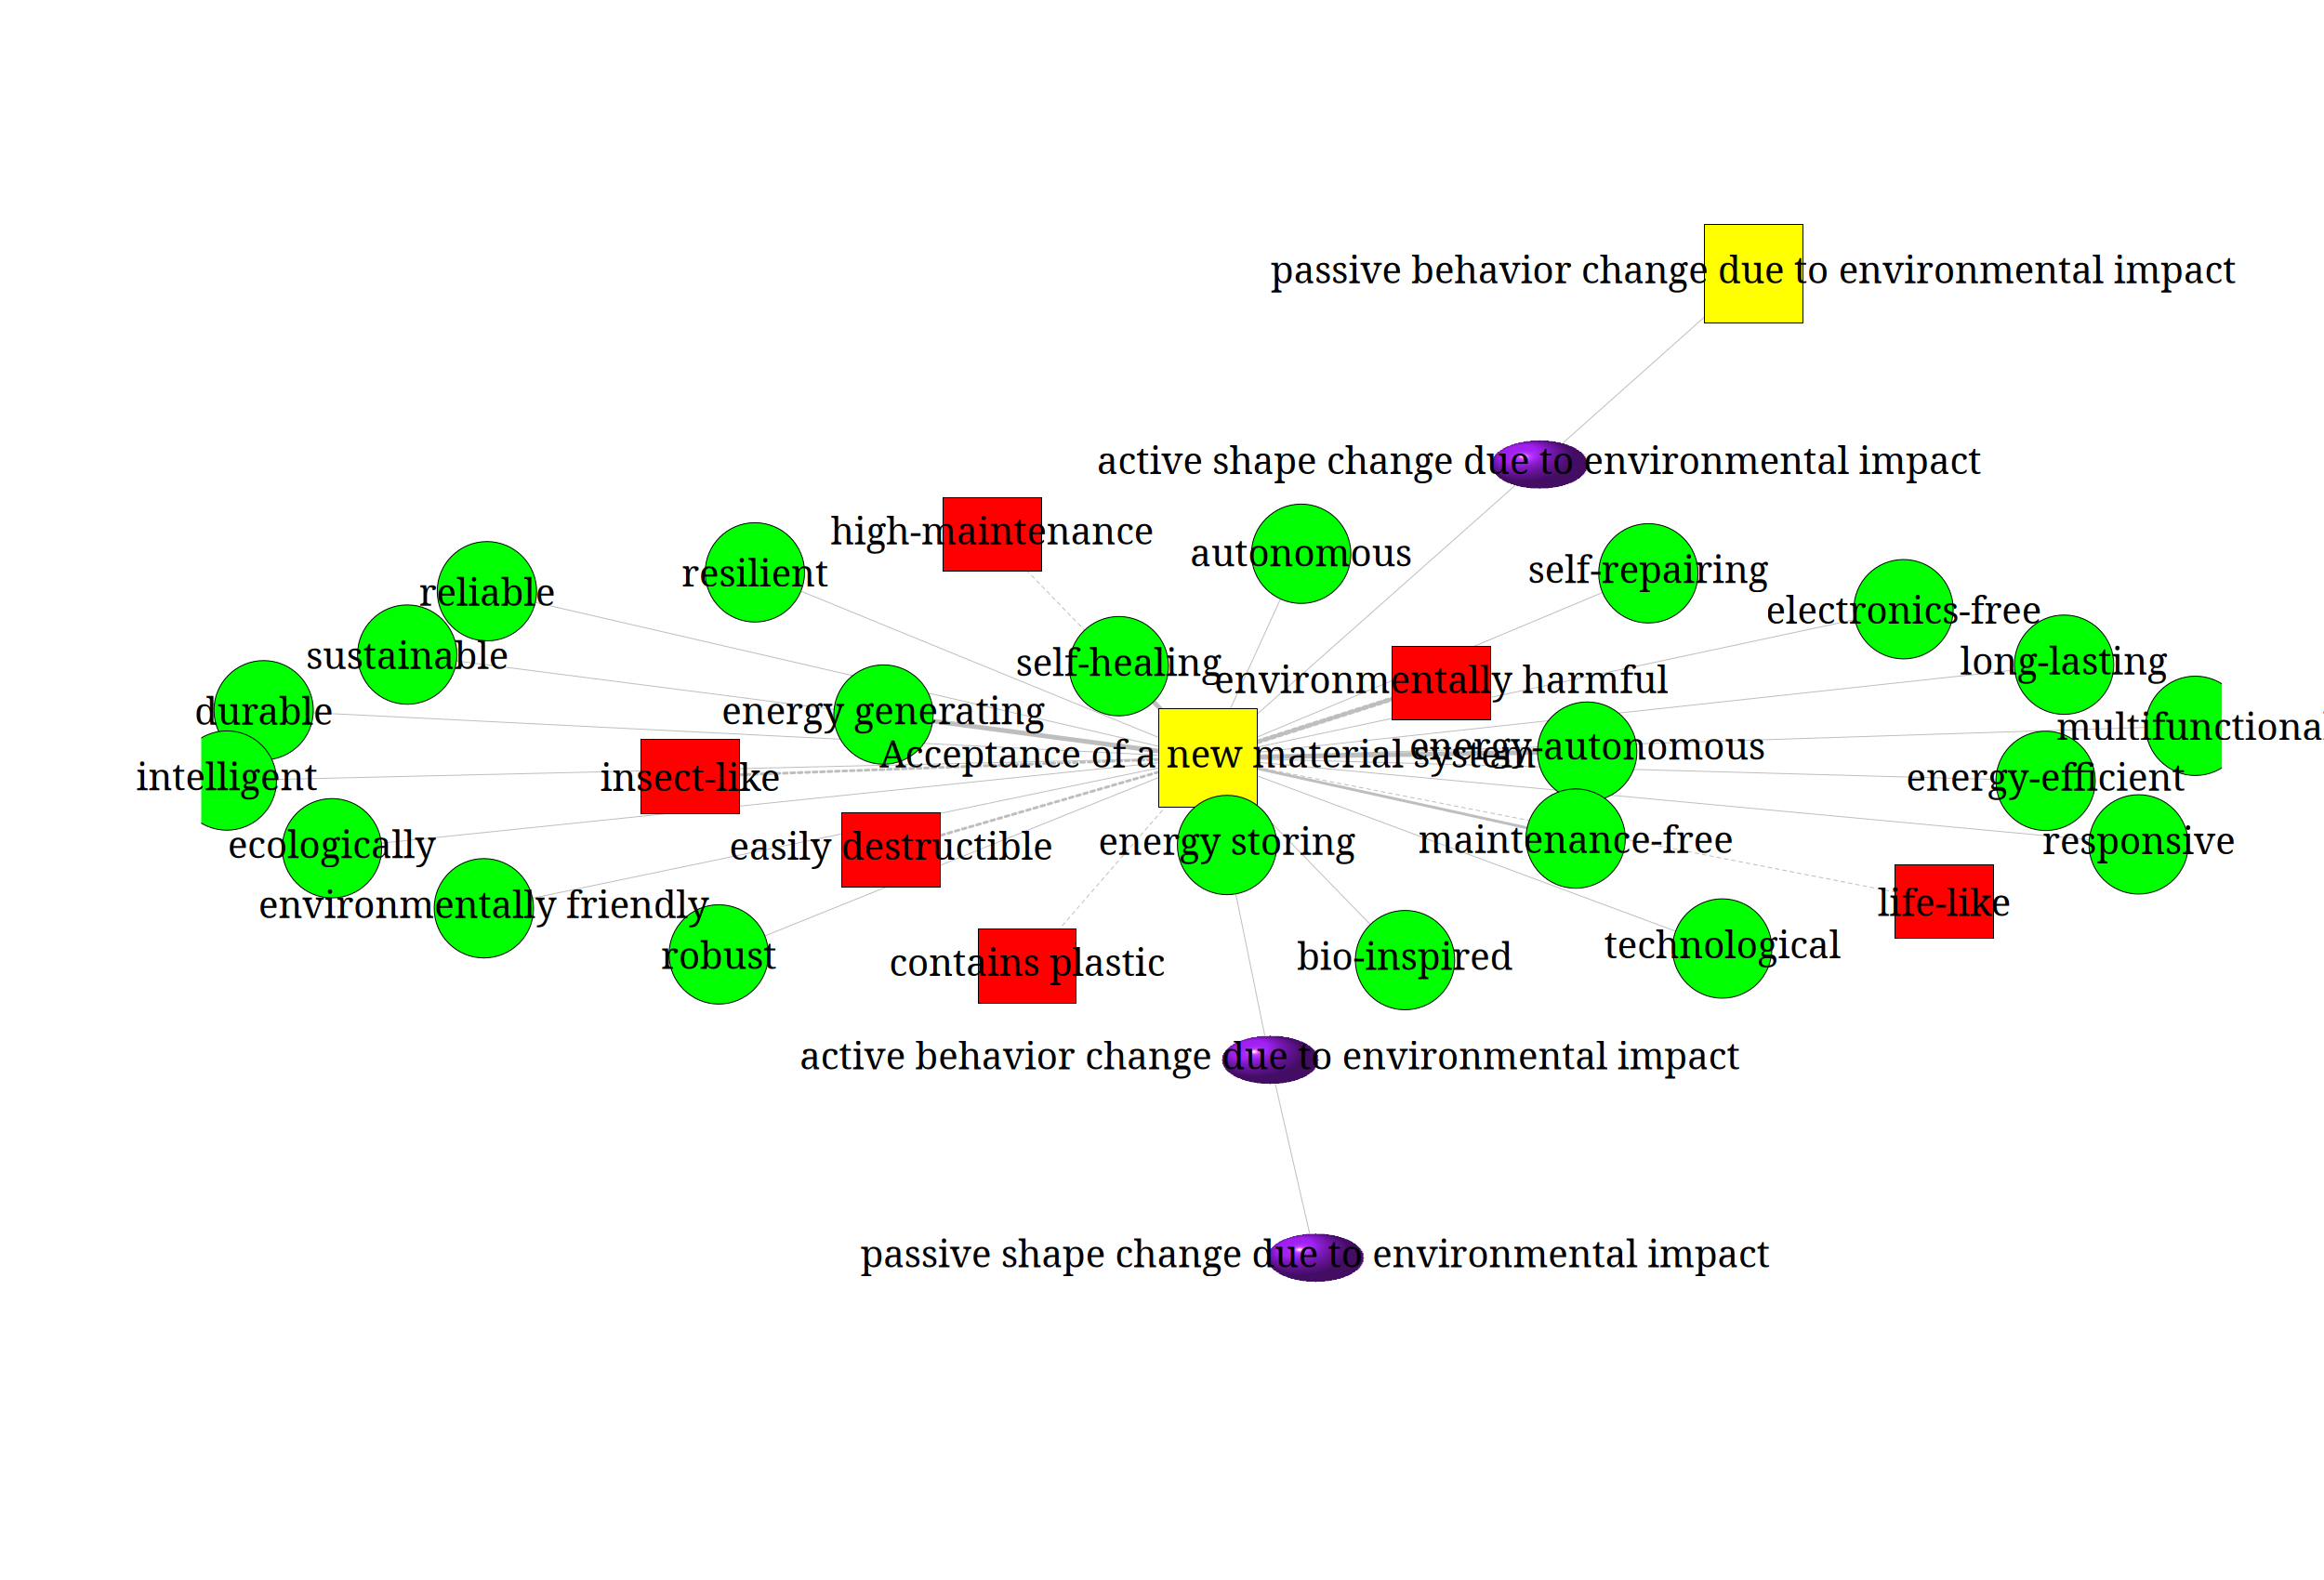 passive behavior change due to environmental impact
active shape change due to environmental impact
high-maintenance
autonomous
self-repairing
resilient
reliable
electronics-free
sustainable
self-healing
long-lasting
environmentally harmful
durable
energy generating
multifunctional
Acceptance of a new material system
energy-autonomous
intelligent
insect-like
energy-efficient
ecologically
easily destructible
energy storing
maintenance-free
responsive
environmentally friendly
life-like
robust
contains plastic
bio-inspired
technological
active behavior change due to environmental impact
passive shape change due to environmental impact